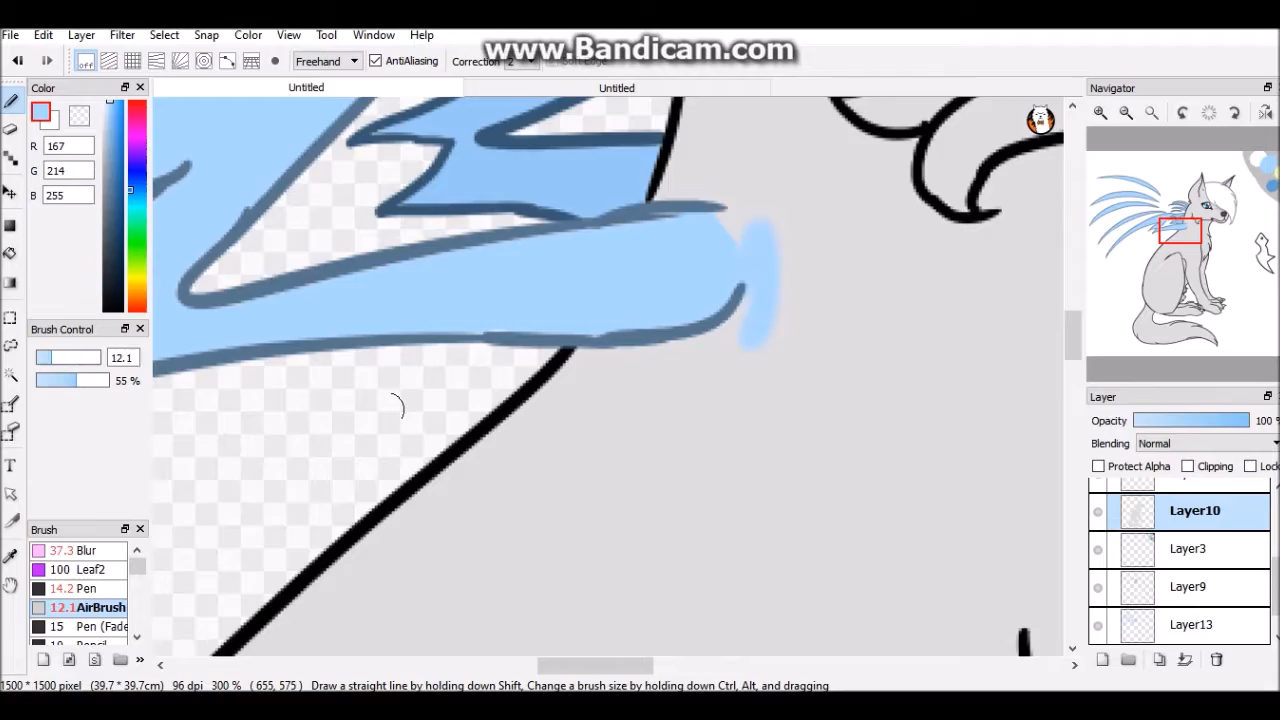 File Edit Layer Filter Select Snap Color View Tool Window Help
www.Bandicam.com
off Freehand AntiAliasing Correction 2 Soft Edge
Color Untitled Untitled Navigator
R 167
G 214
B 255
Brush Control
12.1
55 %
Layer
Opacity 100 %
Blending Normal
Protect Alpha Clipping Lock
Layer10
Layer3
Layer9
Layer13
Brush
37.3 Blur
100 Leaf2
14.2 Pen
12.1 AirBrush
15 Pen (Fade
10 Pencil
1500 * 1500 pixel (39.7 * 39.7cm) 96 dpi 300 % ( 655, 575 ) Draw a straight line by holding down Shift, Change a brush size by holding down Ctrl, Alt, and dragging